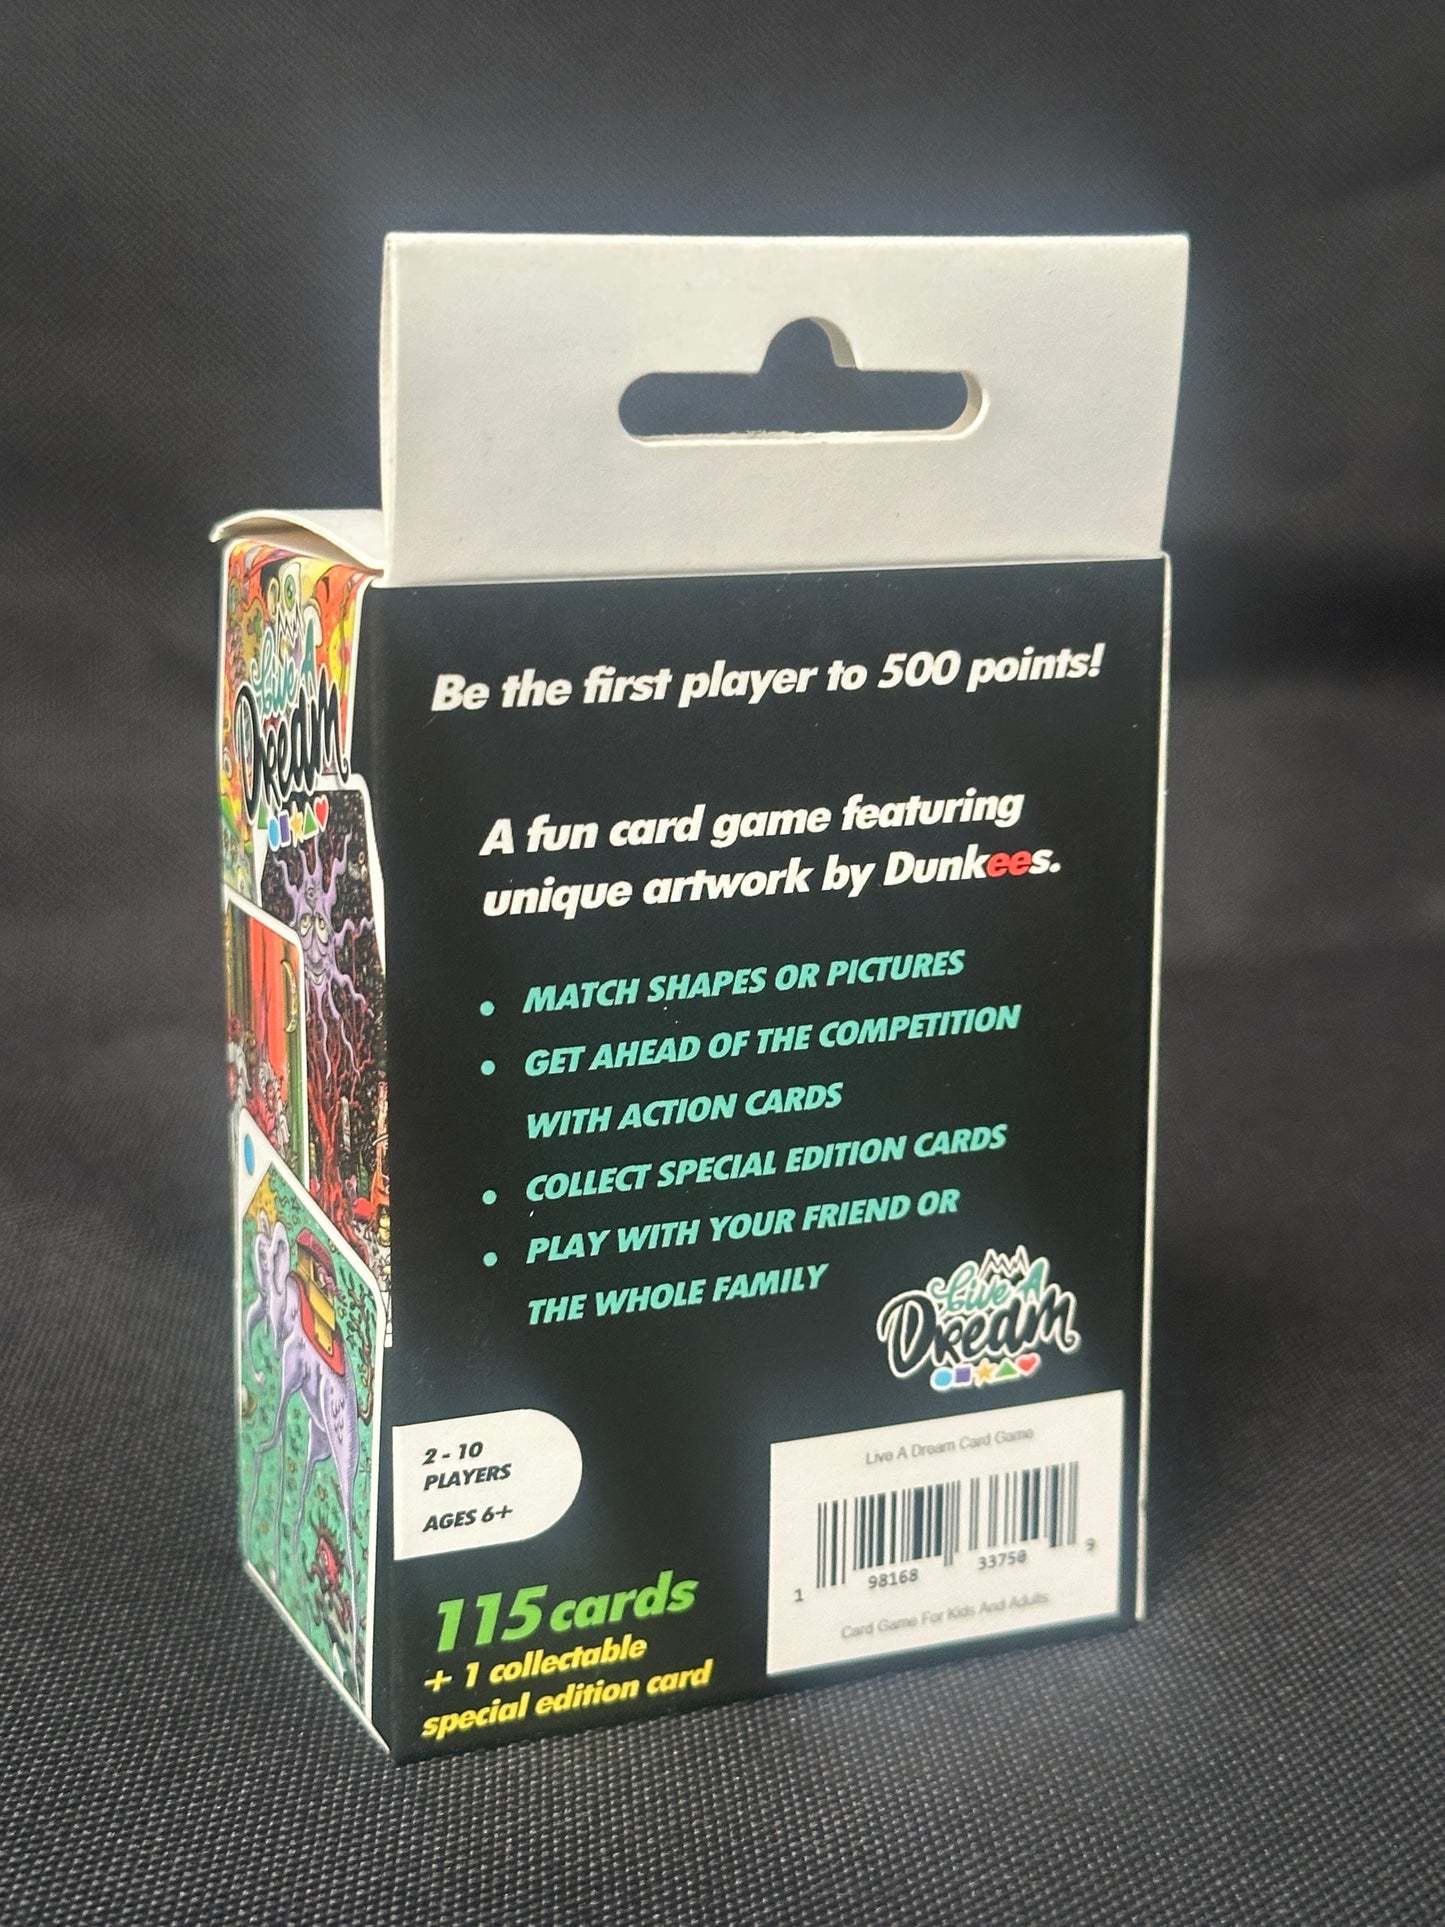 Live A
Dream
Be the first player to 500 points!
A fun card game featuring
unique artwork by Dunkees.
• MATCH SHAPES OR PICTURES
• GET AHEAD OF THE COMPETITION
WITH ACTION CARDS
• COLLECT SPECIAL EDITION CARDS
• PLAY WITH YOUR FRIEND OR
THE WHOLE FAMILY
Live A
Dream
2 - 10
PLAYERS
AGES 6+
115 cards
+ 1 collectable
special edition card
Live A Dream Card Game
1 98168 33750 9
Card Game For Kids And Adults